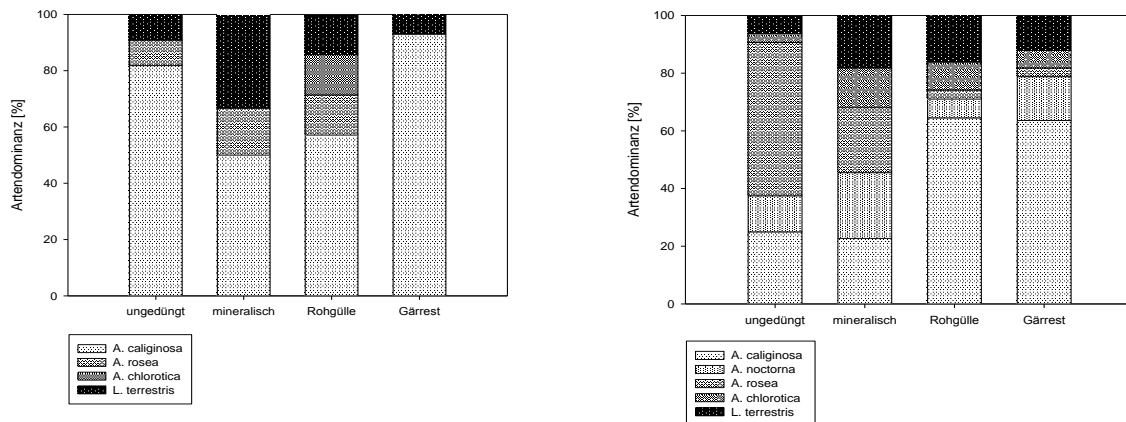 Artendominanz [%]
100
80
60
40
20
0
ungedüngt mineralisch Rohgülle Gärrest
A. caliginosa
A. rosea
A. chlorotica
L. terrestris
Artendominanz [%]
100
80
60
40
20
0
ungedüngt mineralisch Rohgülle Gärrest
A. caliginosa
A. noctorna
A. rosea
A. chlorotica
L. terrestris